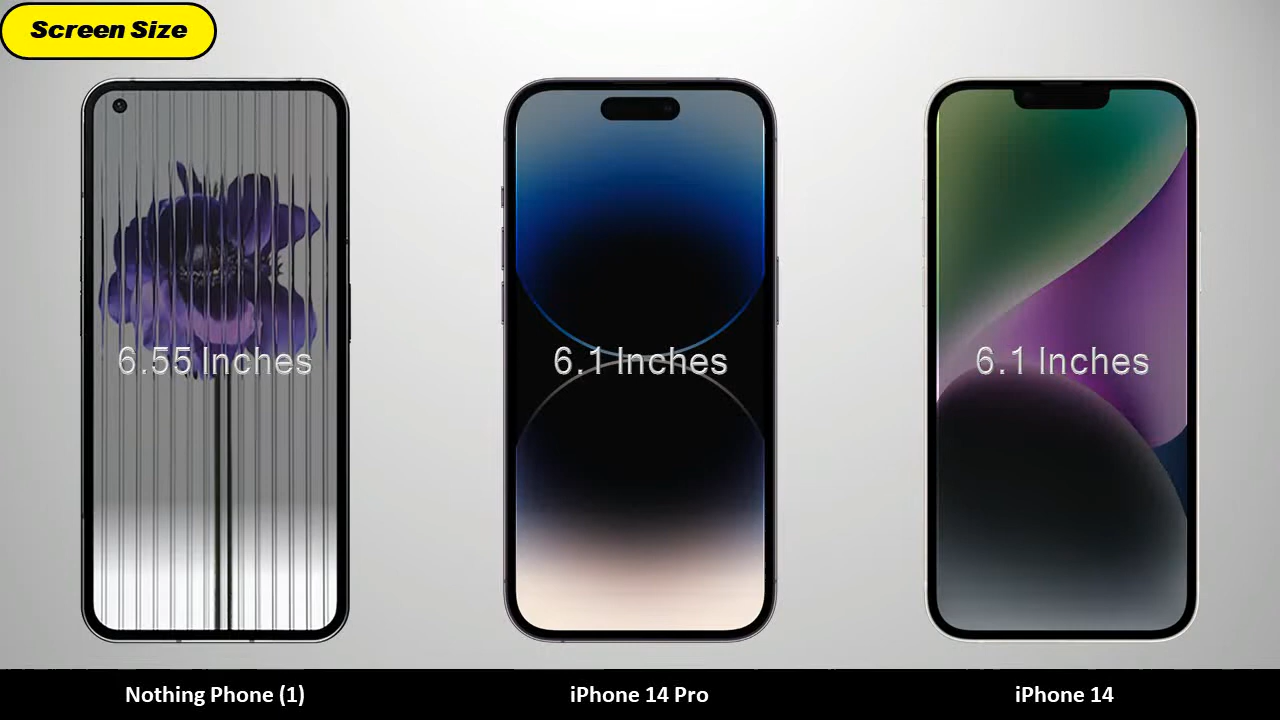 Screen Size
6.55 Inches
6.1 Inches
6.1 Inches
Nothing Phone (1)
iPhone 14 Pro
iPhone 14